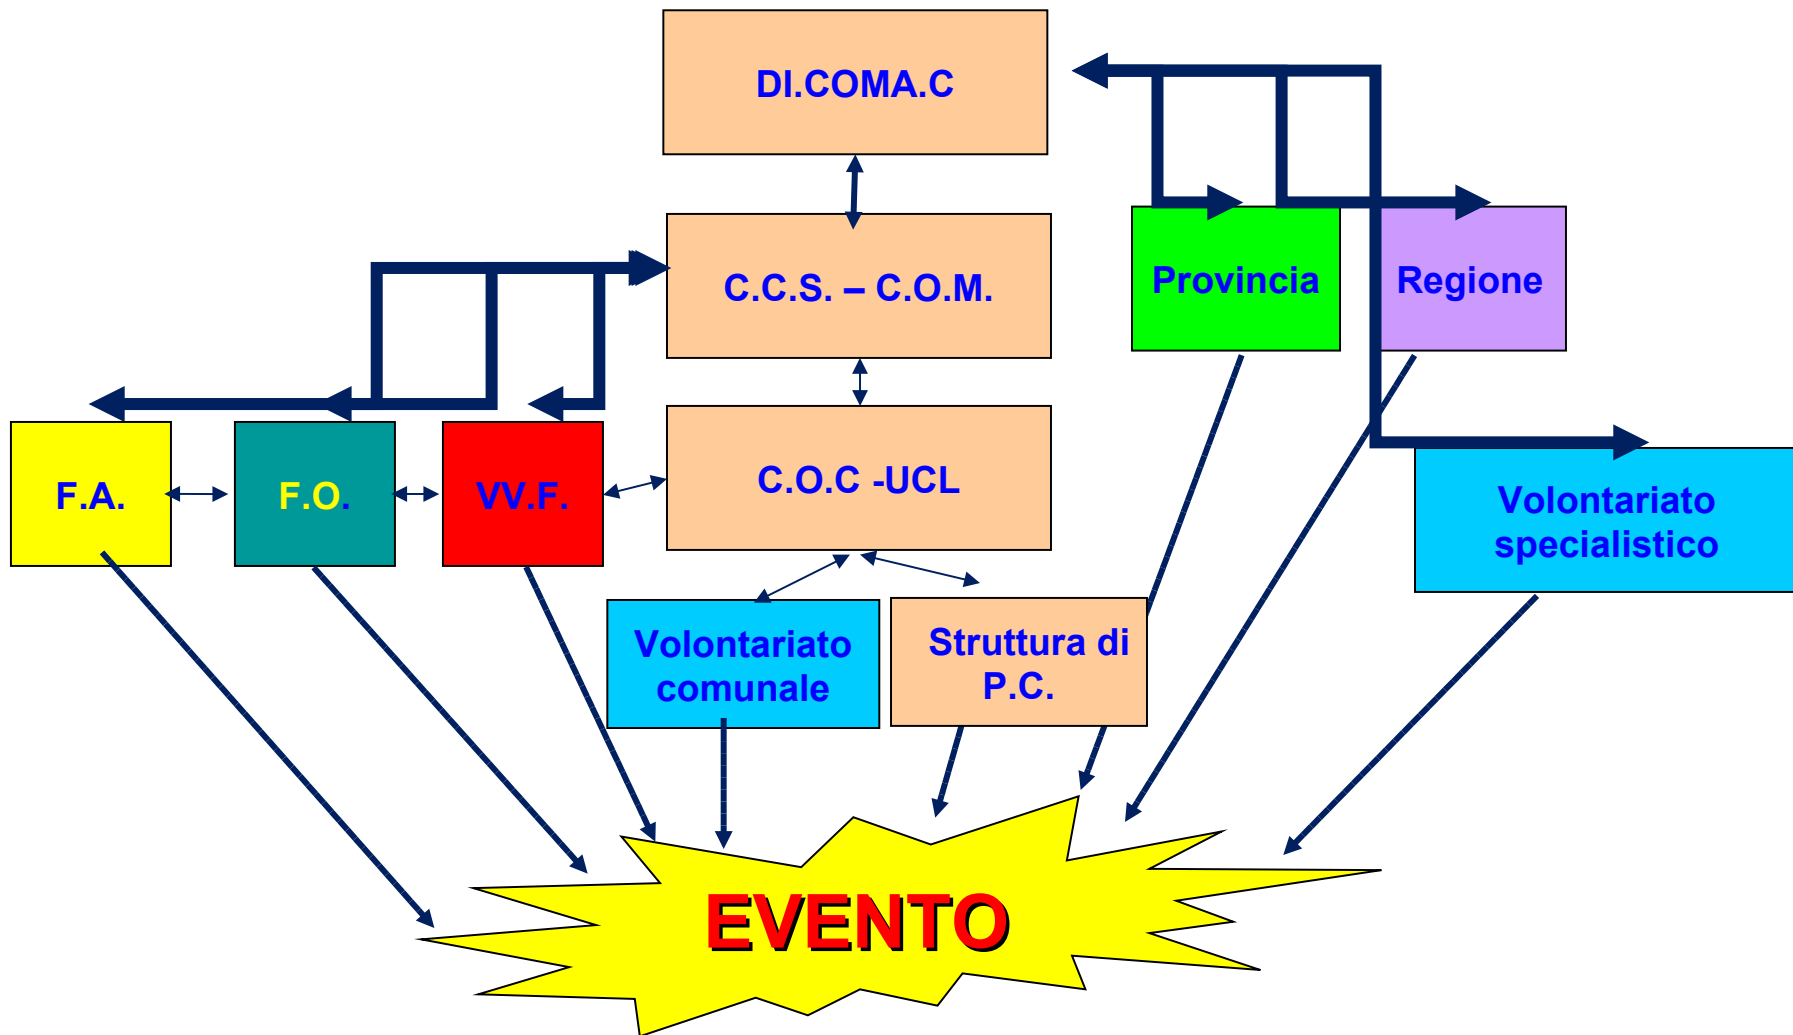 DI.COMA.C
C.C.S. – C.O.M.
Provincia
Regione
F.A.
F.O.
VV.F.
C.O.C -UCL
Volontariato
specialistico
Volontariato
comunale
Struttura di
P.C.
EVENTO